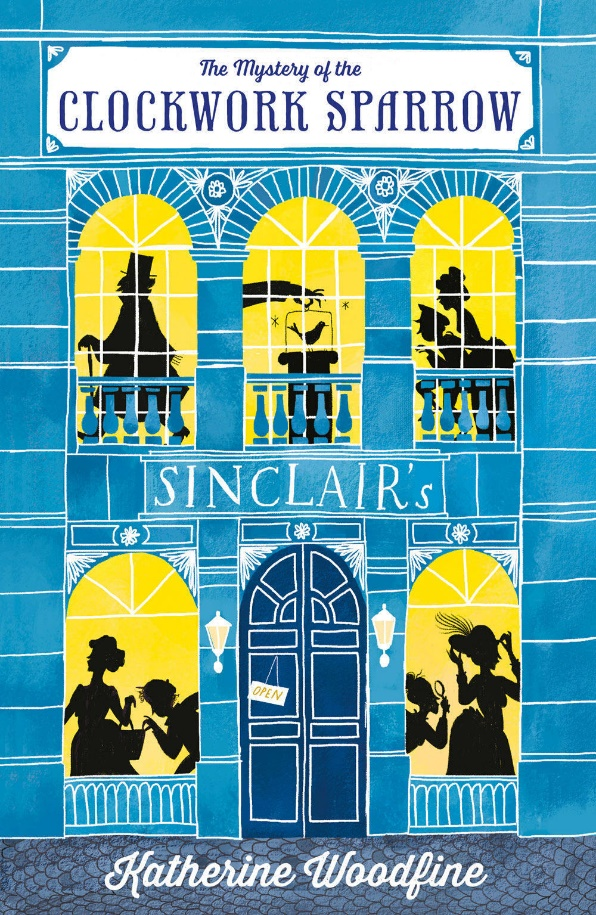 The Mystery of the
CLOCKWORK SPARROW
SINCLAIR's
OPEN
Katherine Woodfine